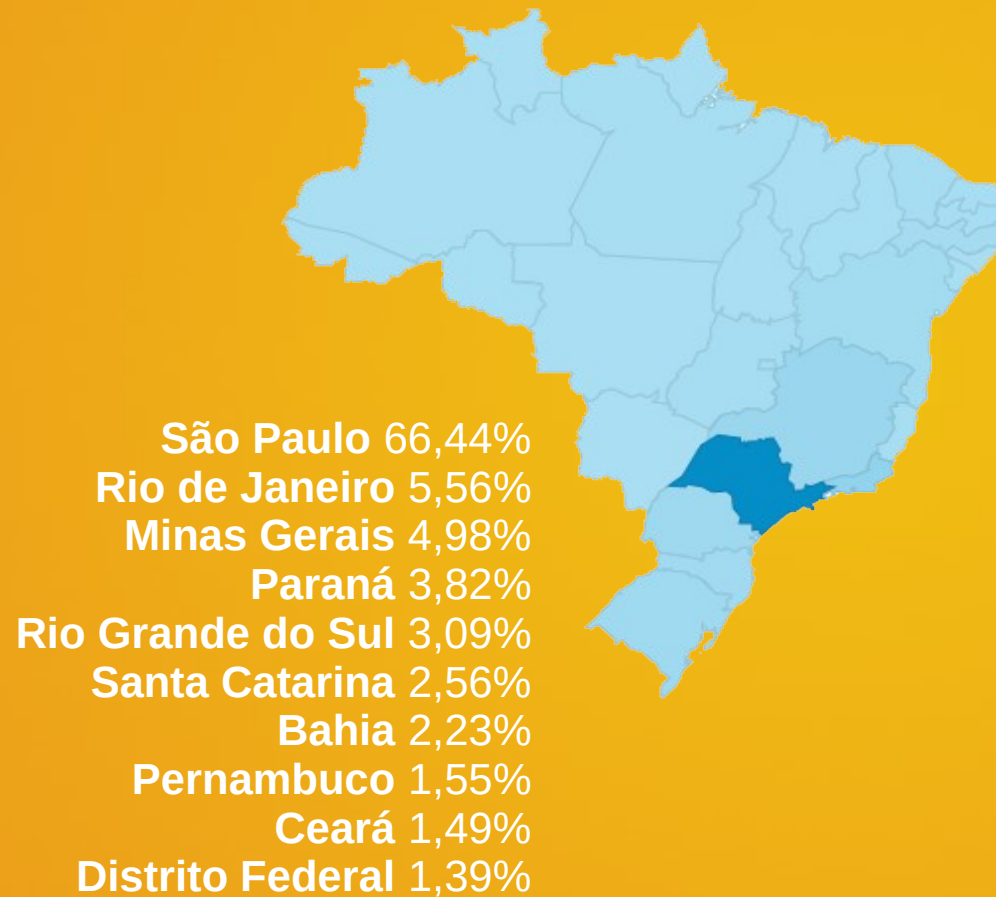 São Paulo 66,44%
Rio de Janeiro 5,56%
Minas Gerais 4,98%
Paraná 3,82%
Rio Grande do Sul 3,09%
Santa Catarina 2,56%
Bahia 2,23%
Pernambuco 1,55%
Ceará 1,49%
Distrito Federal 1,39%